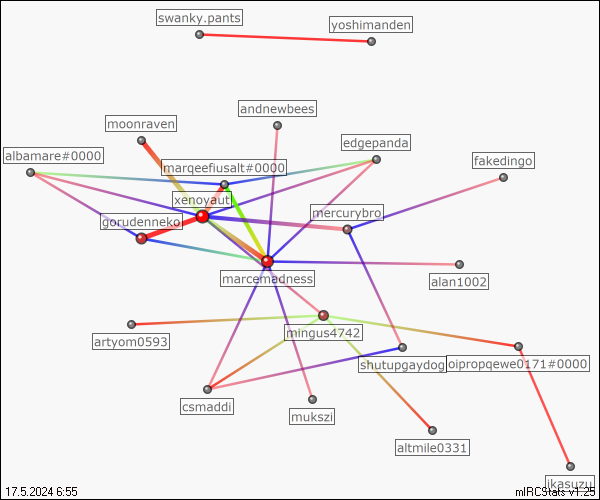 swanky.pants
yoshimanden
andnewbees
moonraven
edgepanda
albamare#0000
marqeefiusalt#0000
fakedingo
xenoyaut
mercurybro
gorudenneko
marcemadness
alan1002
mingus4742
artyom0593
shutupgaydog
oipropqewe0171#0000
csmaddi
mukszi
altmile0331
ikasuzu
17.5.2024 6:55
mIRCStats v1.25